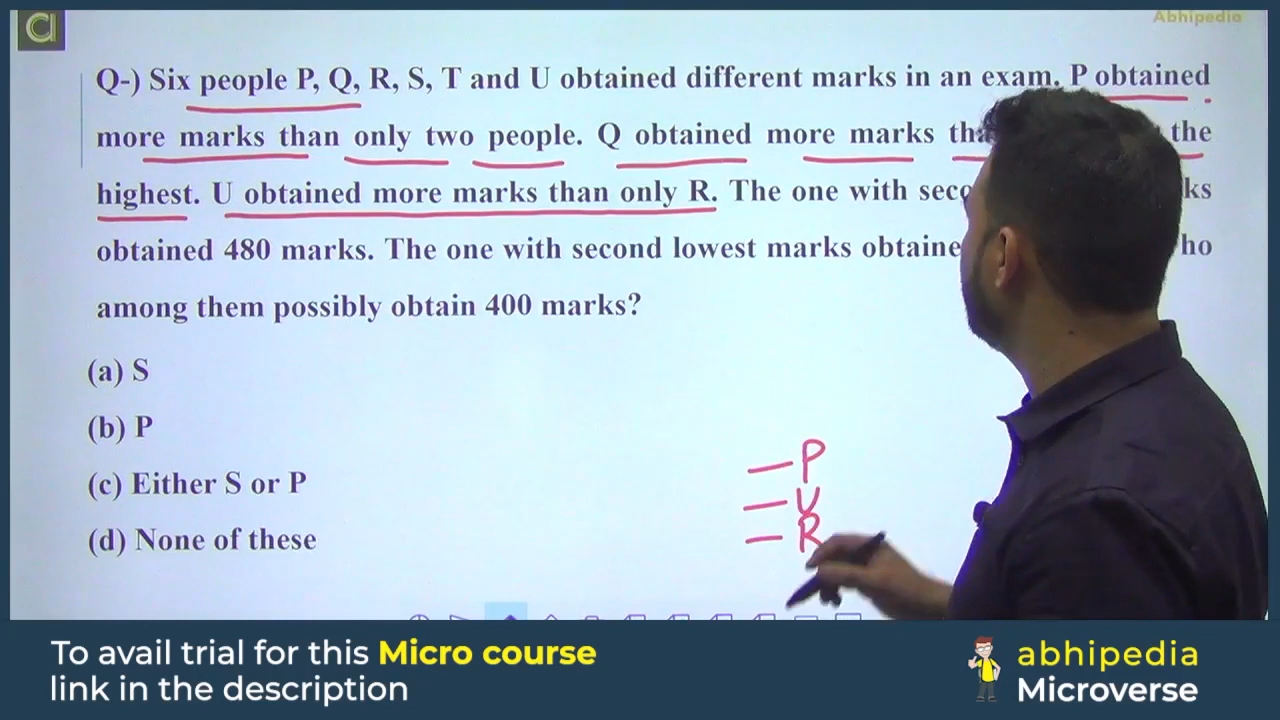 Abhipedia
Q-) Six people P, Q, R, S, T and U obtained different marks in an exam. P obtained
more marks than only two people. Q obtained more marks the
highest. U obtained more marks than only R. The one with
obtained 480 marks. The one with second lowest marks
among them possibly obtain 400 marks?
(a) S
(b) P
(c) Either S or P
(d) None of these
P
U
R
To avail trial for this Micro course
link in the description
abhipedia
Microverse